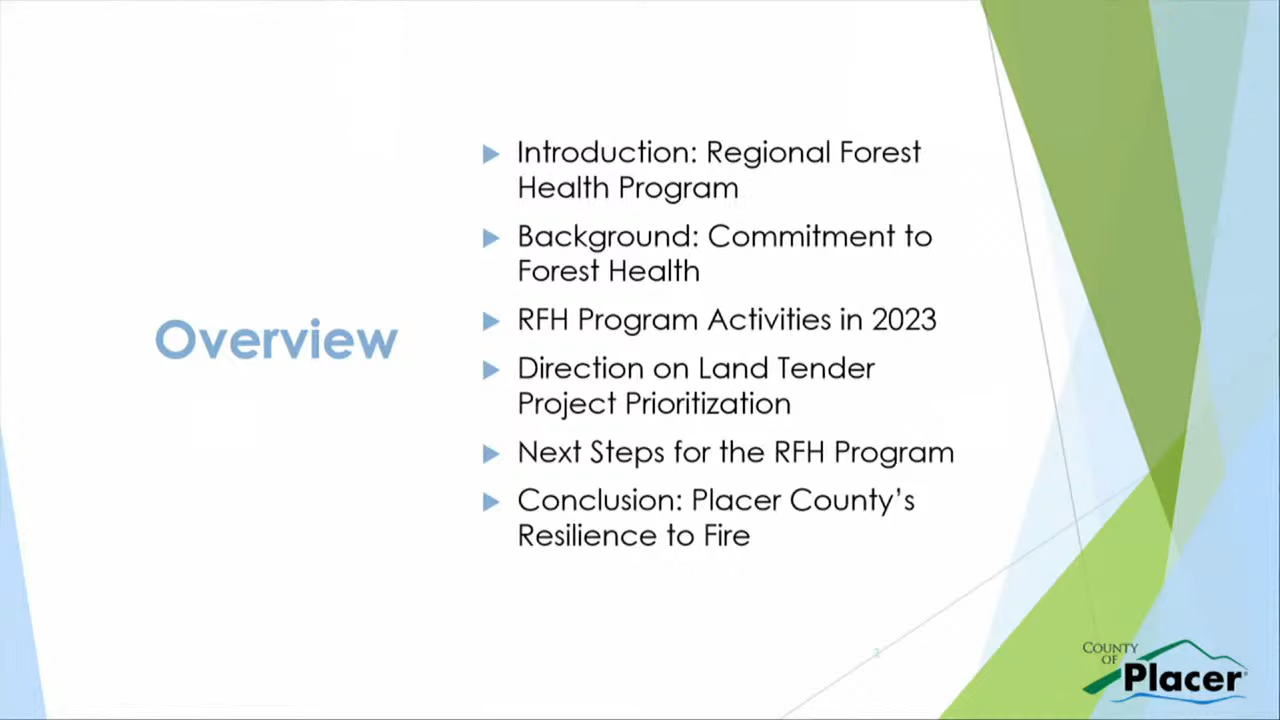 Overview
Introduction: Regional Forest
Health Program
Background: Commitment to
Forest Health
RFH Program Activities in 2023
Direction on Land Tender
Project Prioritization
Next Steps for the RFH Program
Conclusion: Placer County’s
Resilience to Fire
2
COUNTY
OF
Placer